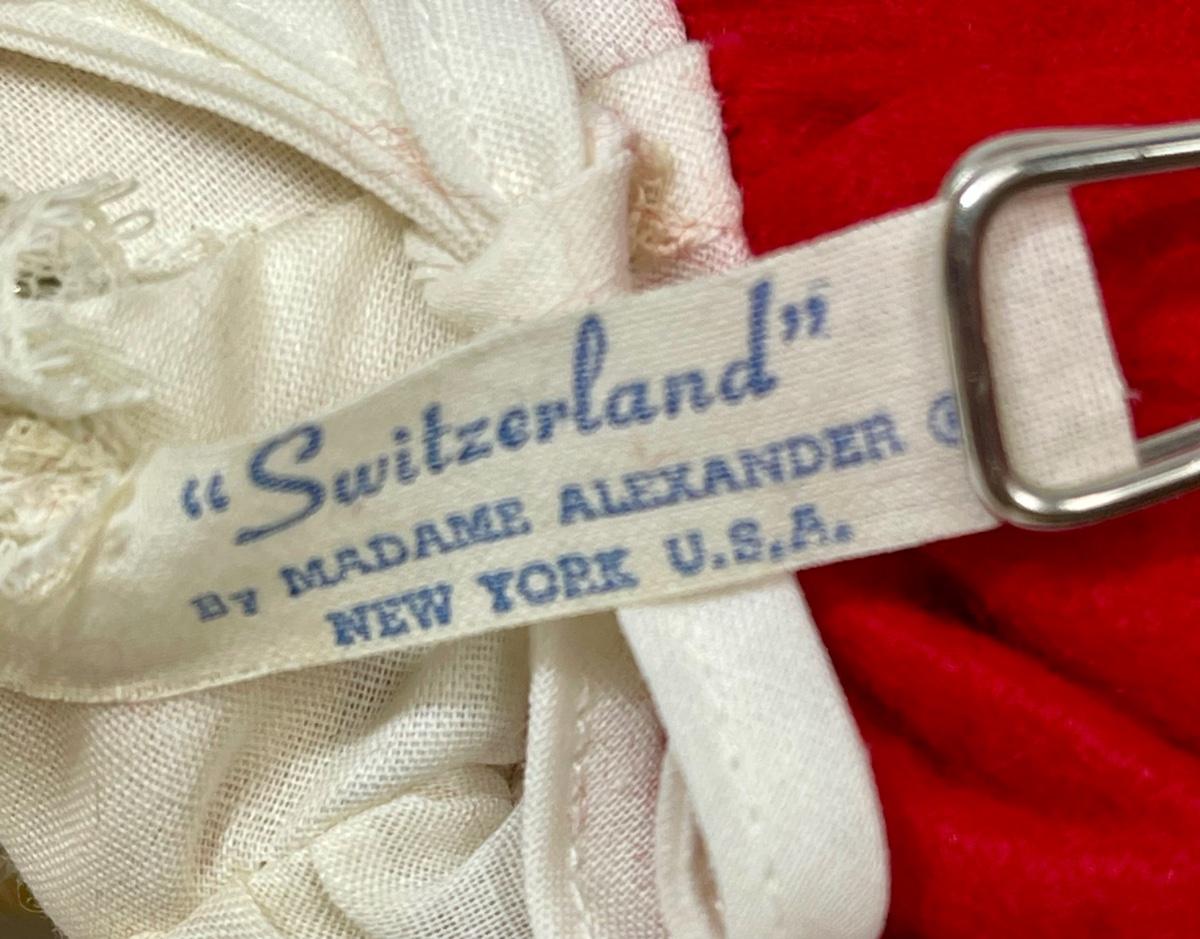 “Switzerland”
By MADAME ALEXANDER ®
NEW YORK U.S.A.